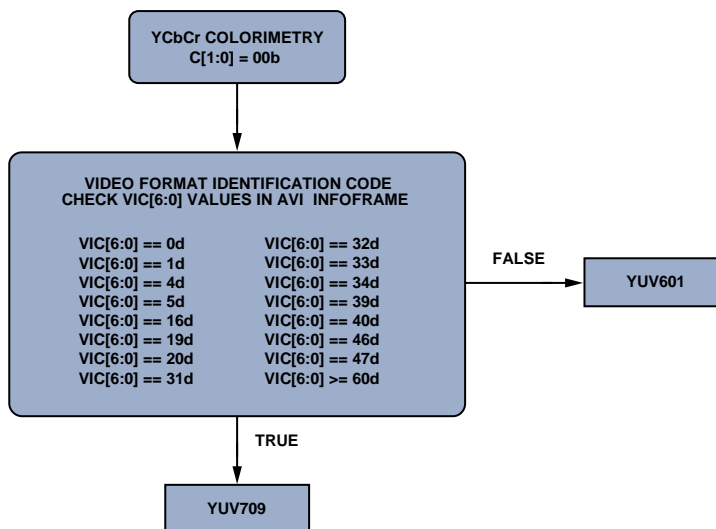 YCbCr COLORIMETRY
C[1:0] = 00b
VIDEO FORMAT IDENTIFICATION CODE
CHECK VIC[6:0] VALUES IN AVI INFOFRAME
VIC[6:0] == 0d
VIC[6:0] == 1d
VIC[6:0] == 4d
VIC[6:0] == 5d
VIC[6:0] == 16d
VIC[6:0] == 19d
VIC[6:0] == 20d
VIC[6:0] == 31d
VIC[6:0] == 32d
VIC[6:0] == 33d
VIC[6:0] == 34d
VIC[6:0] == 39d
VIC[6:0] == 40d
VIC[6:0] == 46d
VIC[6:0] == 47d
VIC[6:0] >= 60d
FALSE
YUV601
TRUE
YUV709